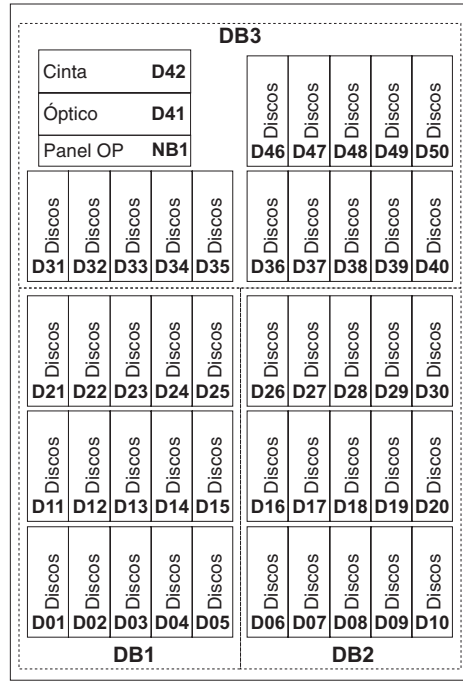 DB3
Cinta D42
Óptico D41
Panel OP NB1
Discos Discos Discos Discos Discos
D46 D47 D48 D49 D50
Discos Discos Discos Discos Discos Discos Discos Discos Discos Discos
D31 D32 D33 D34 D35 D36 D37 D38 D39 D40
Discos Discos Discos Discos Discos Discos Discos Discos Discos Discos
D21 D22 D23 D24 D25 D26 D27 D28 D29 D30
Discos Discos Discos Discos Discos Discos Discos Discos Discos Discos
D11 D12 D13 D14 D15 D16 D17 D18 D19 D20
Discos Discos Discos Discos Discos Discos Discos Discos Discos Discos
D01 D02 D03 D04 D05 D06 D07 D08 D09 D10
DB1 DB2